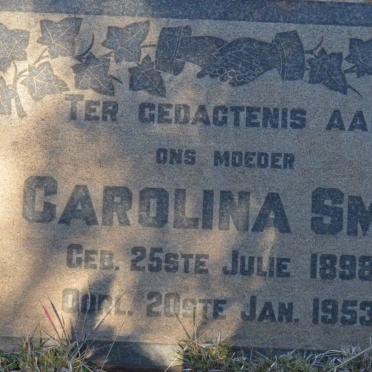 TER GEDAGTENIS AA
ONS MOEDER
CAROLINA SM
GEB. 25STE JULIE 1898
OORL. 20STE JAN. 1953